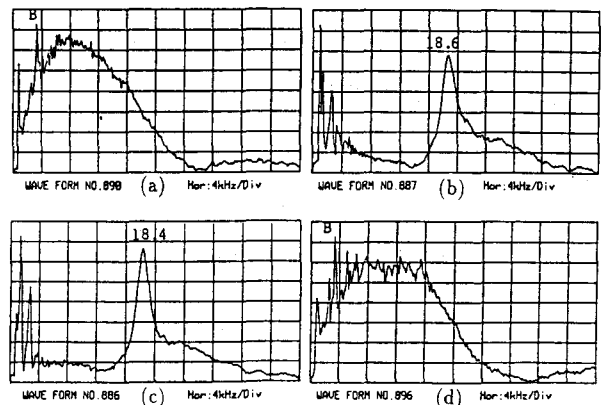 B
WAVE FORM NO.890 (a) Hor:4kHz/Div
18.6
WAVE FORM NO.887 (b) Hor:4kHz/Div
18.4
WAVE FORM NO.886 (c) Hor:4kHz/Div
B
WAVE FORM NO.896 (d) Hor:4kHz/Div